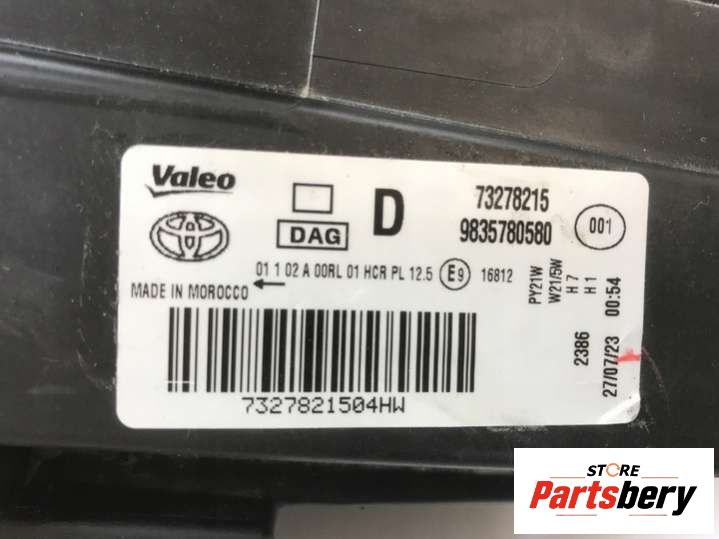 Valeo
DAG
D
73278215
9835780580
001
01 1 02 A 00RL 01 HCR PL 12.5
E9
16812
MADE IN MOROCCO
PY21W
W21/5W
H7
H1
2386
27/07/23 00:54
7327821504HW
STORE
Partsbery